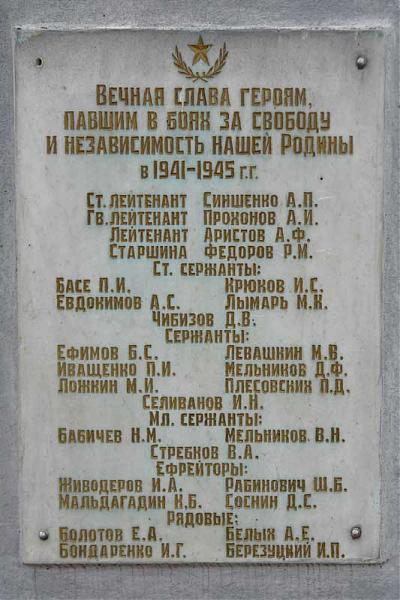 Вечная слава героям,
павшим в боях за свободу
и независимость нашей Родины
в 1941-1945 г.г.
Ст. лейтенант Синшенко А.П.
Гв. лейтенант Прохонов А.И.
Лейтенант Аристов А.Ф.
Старшина Федоров Р.М.
Ст. сержанты:
Басе П.И. Крюков И.С.
Евдокимов А.С. Лымарь М.К.
Чибизов Д.В.
Сержанты:
Ефимов Б.С. Левашкин М.В.
Иващенко П.И. Мельников Д.Ф.
Ложкин М.И. Плесовских П.Д.
Селиванов И.Н.
Мл. сержанты:
Бабичев Н.М. Мельников В.Н.
Стребков В.А.
Ефрейторы:
Живодеров И.А. Рабинович Ш.Б.
Мальдагадин К.Б. Соснин Д.С.
Рядовые:
Болотов Е.А. Белых А.Е.
Бондаренко И.Г. Березуцкий И.П.